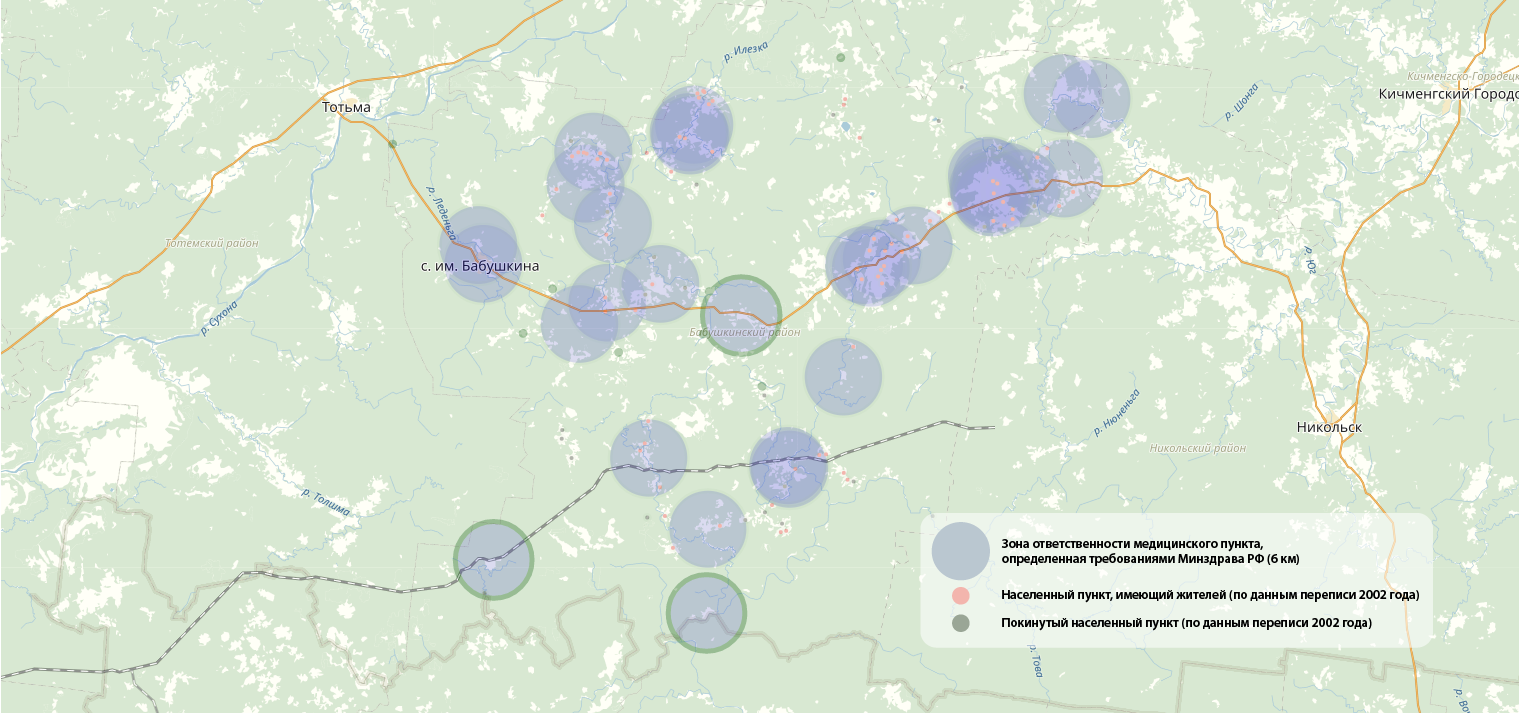 р. Илезка
Кичменгско-Городецк
Кичменгский Городо
р. Шонга
Тотьма
р. Леденьга
Тотемский район
с. им. Бабушкина
р. Юг
р. Сухона
Бабушкинский район
р. Нюненьга
Никольск
Никольский район
р. Толшма
Зона ответственности медицинского пункта,
определенная требованиями Минздрава РФ (6 км)
Населенный пункт, имеющий жителей (по данным переписи 2002 года)
Покинутый населенный пункт (по данным переписи 2002 года)
р. Това